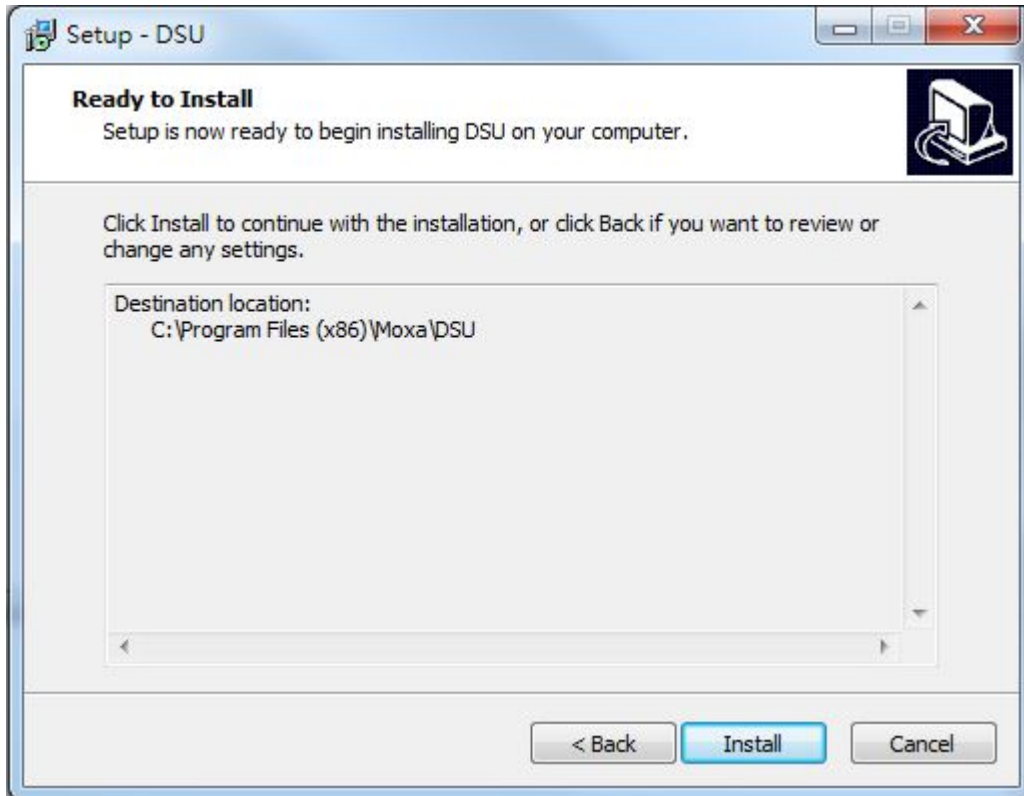 Setup - DSU
Ready to Install
Setup is now ready to begin installing DSU on your computer.
Click Install to continue with the installation, or click Back if you want to review or
change any settings.
Destination location:
C:\Program Files (x86)\Moxa\DSU
< Back
Install
Cancel